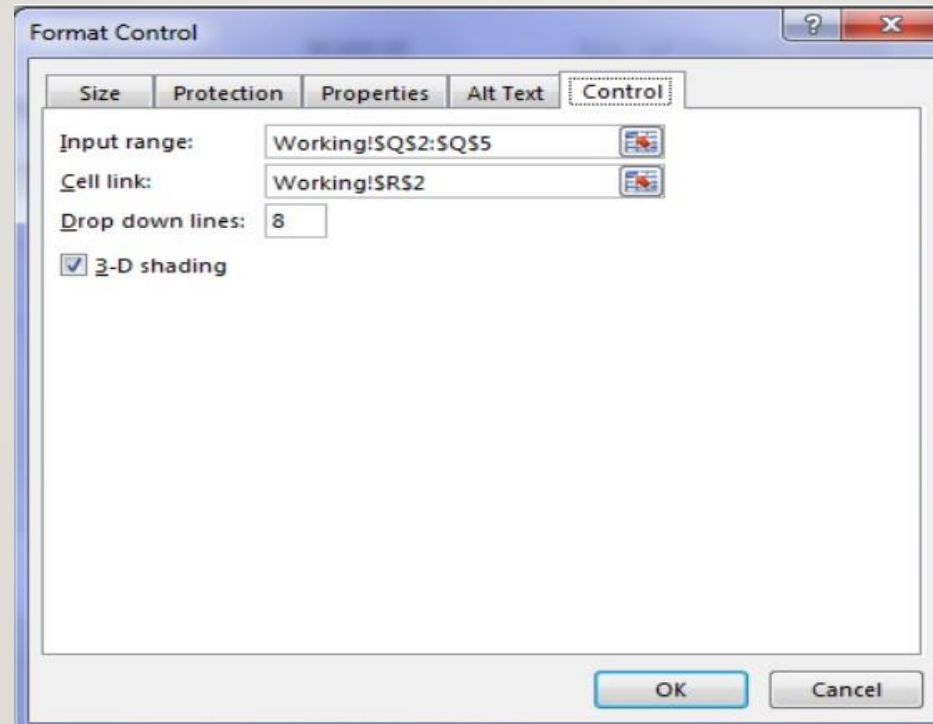 Format Control
Size Protection Properties Alt Text Control
Input range: Working!$Q$2:$Q$5
Cell link: Working!$R$2
Drop down lines: 8
3-D shading
OK Cancel